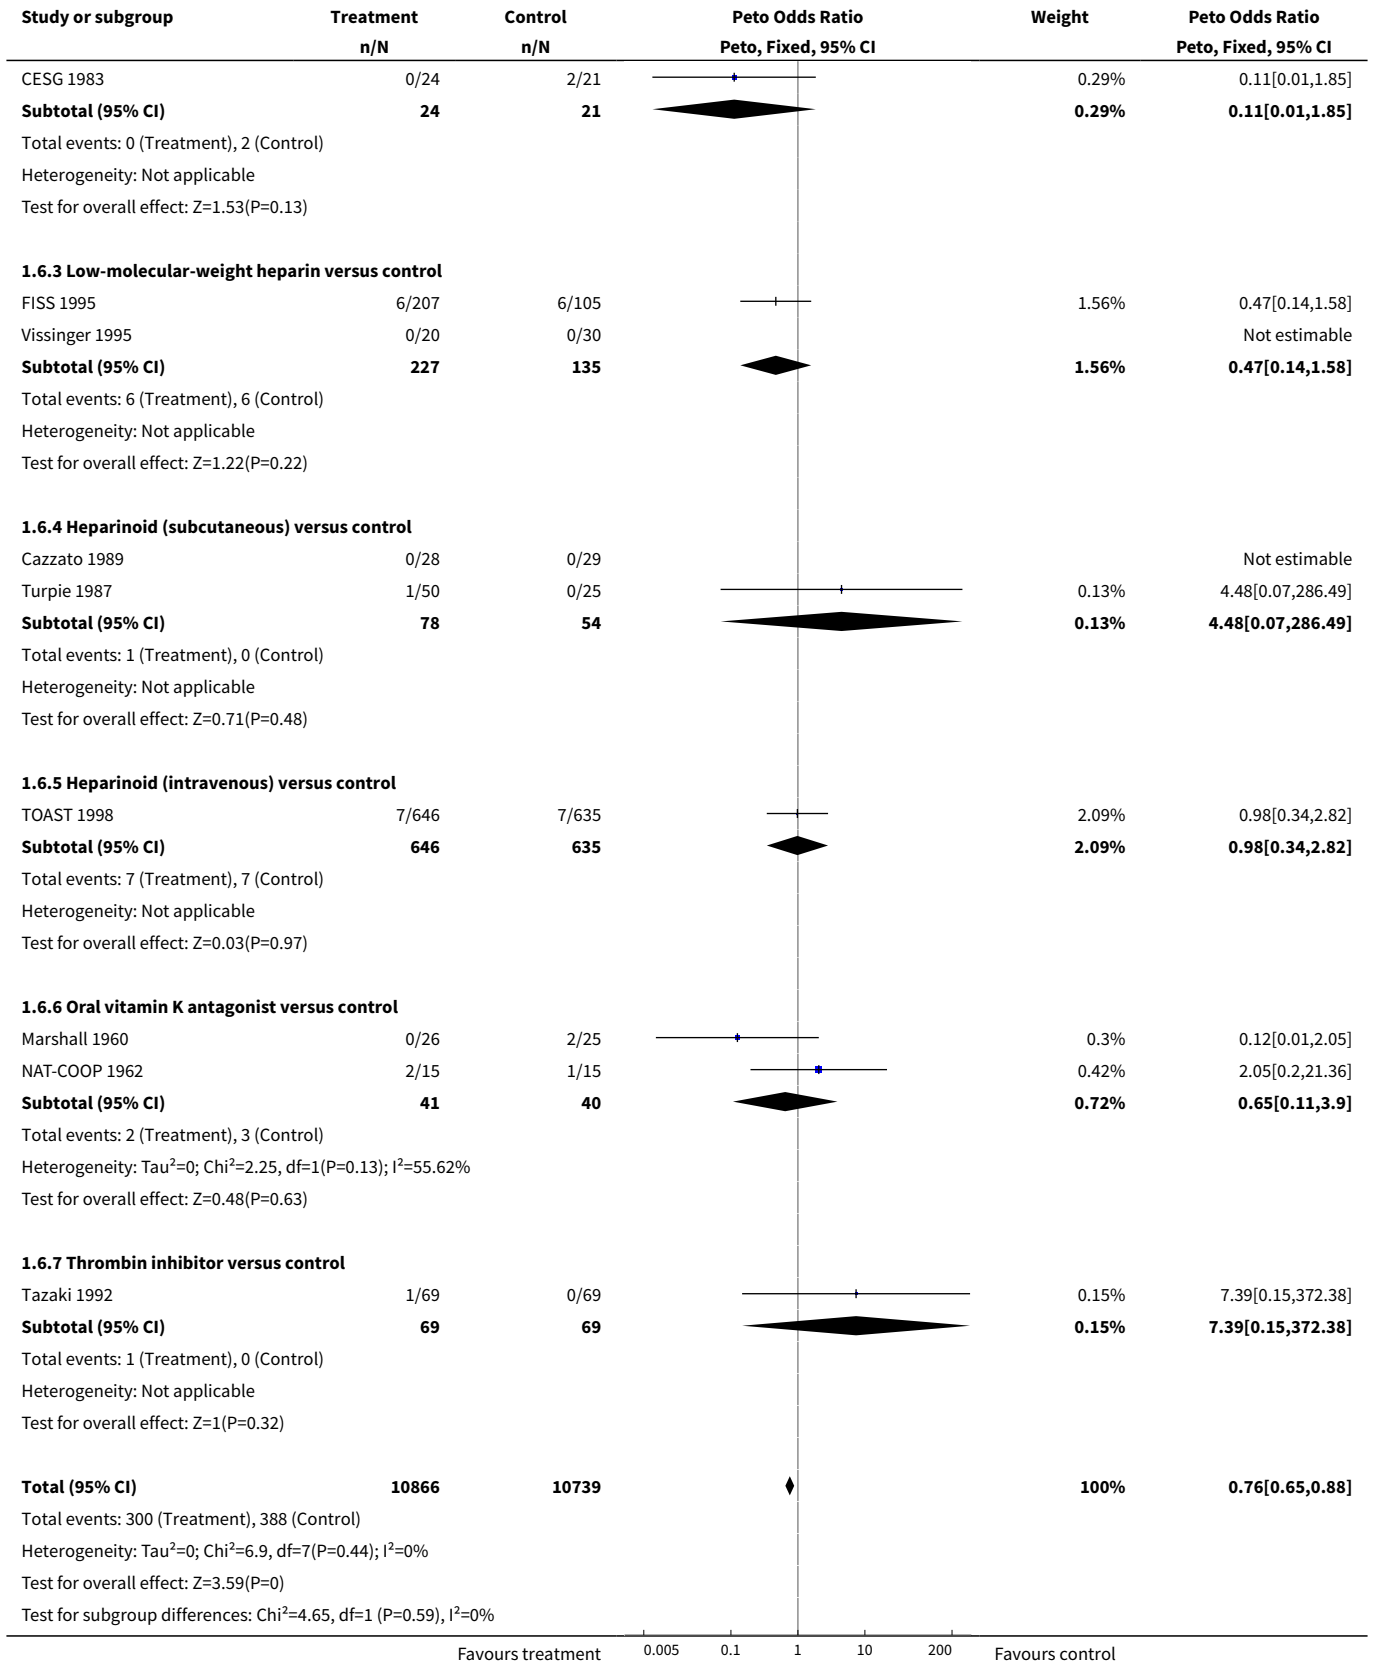 Study or subgroup Treatment Control Peto Odds Ratio Weight Peto Odds Ratio
n/N n/N Peto, Fixed, 95% CI Peto, Fixed, 95% CI
CESG 1983 0/24 2/21 0.29% 0.11[0.01,1.85]
Subtotal (95% CI) 24 21 0.29% 0.11[0.01,1.85]
Total events: 0 (Treatment), 2 (Control)
Heterogeneity: Not applicable
Test for overall effect: Z=1.53(P=0.13)
1.6.3 Low-molecular-weight heparin versus control
FISS 1995 6/207 6/105 1.56% 0.47[0.14,1.58]
Vissinger 1995 0/20 0/30 Not estimable
Subtotal (95% CI) 227 135 1.56% 0.47[0.14,1.58]
Total events: 6 (Treatment), 6 (Control)
Heterogeneity: Not applicable
Test for overall effect: Z=1.22(P=0.22)
1.6.4 Heparinoid (subcutaneous) versus control
Cazzato 1989 0/28 0/29 Not estimable
Turpie 1987 1/50 0/25 0.13% 4.48[0.07,286.49]
Subtotal (95% CI) 78 54 0.13% 4.48[0.07,286.49]
Total events: 1 (Treatment), 0 (Control)
Heterogeneity: Not applicable
Test for overall effect: Z=0.71(P=0.48)
1.6.5 Heparinoid (intravenous) versus control
TOAST 1998 7/646 7/635 2.09% 0.98[0.34,2.82]
Subtotal (95% CI) 646 635 2.09% 0.98[0.34,2.82]
Total events: 7 (Treatment), 7 (Control)
Heterogeneity: Not applicable
Test for overall effect: Z=0.03(P=0.97)
1.6.6 Oral vitamin K antagonist versus control
Marshall 1960 0/26 2/25 0.3% 0.12[0.01,2.05]
NAT-COOP 1962 2/15 1/15 0.42% 2.05[0.2,21.36]
Subtotal (95% CI) 41 40 0.72% 0.65[0.11,3.9]
Total events: 2 (Treatment), 3 (Control)
Heterogeneity: Tau²=0; Chi²=2.25, df=1(P=0.13); I²=55.62%
Test for overall effect: Z=0.48(P=0.63)
1.6.7 Thrombin inhibitor versus control
Tazaki 1992 1/69 0/69 0.15% 7.39[0.15,372.38]
Subtotal (95% CI) 69 69 0.15% 7.39[0.15,372.38]
Total events: 1 (Treatment), 0 (Control)
Heterogeneity: Not applicable
Test for overall effect: Z=1(P=0.32)
Total (95% CI) 10866 10739 100% 0.76[0.65,0.88]
Total events: 300 (Treatment), 388 (Control)
Heterogeneity: Tau²=0; Chi²=6.9, df=7(P=0.44); I²=0%
Test for overall effect: Z=3.59(P=0)
Test for subgroup differences: Chi²=4.65, df=1 (P=0.59), I²=0%
Favours treatment 0.005 0.1 1 10 200 Favours control